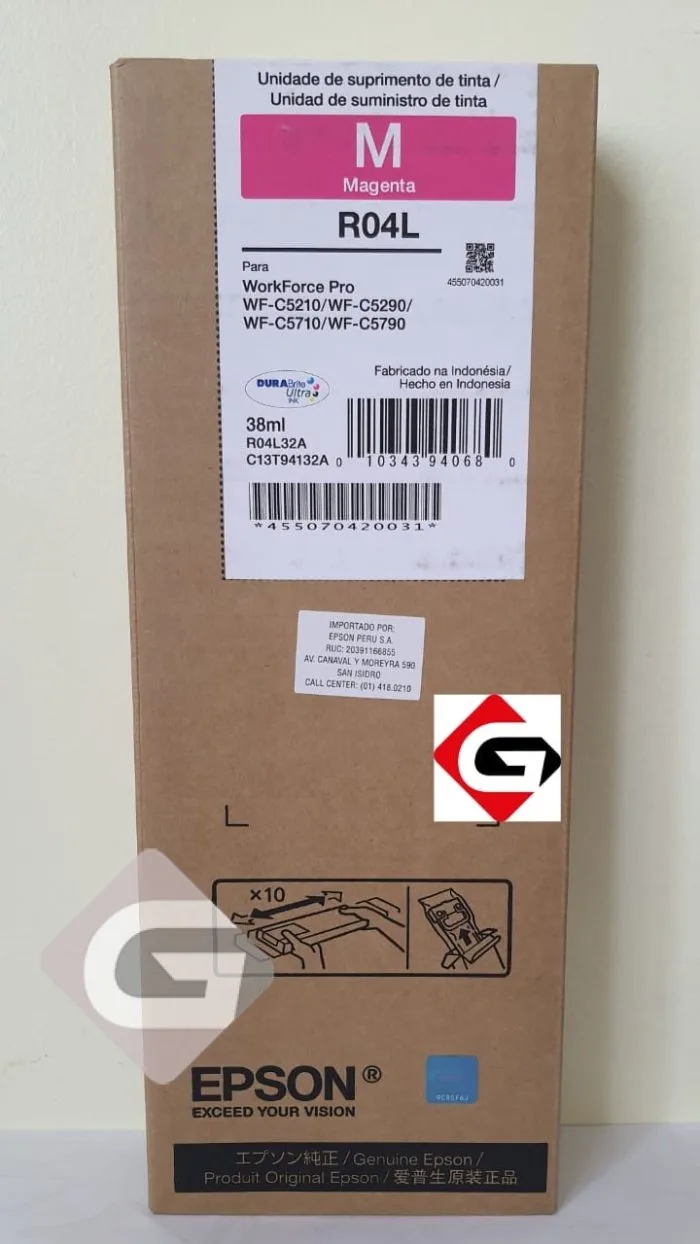 Unidade de suprimento de tinta /
Unidad de suministro de tinta
M
Magenta
R04L
Para
WorkForce Pro
WF-C5210/WF-C5290/
WF-C5710/WF-C5790
455070420031
Fabricado na Indonésia/
Hecho en Indonesia
DURABrite
Ultra
INK
38ml
R04L32A
C13T94132A
0 10343 94068 0
*455070420031*
IMPORTADO POR:
EPSON PERU S.A.
RUC: 20391166855
AV. CANAVAL Y MOREYRA 590
SAN ISIDRO
CALL CENTER: (01) 418.0210
G
×10
G
EPSON®
EXCEED YOUR VISION
エプソン純正/Genuine Epson/
Produit Original Epson/爱普生原装正品